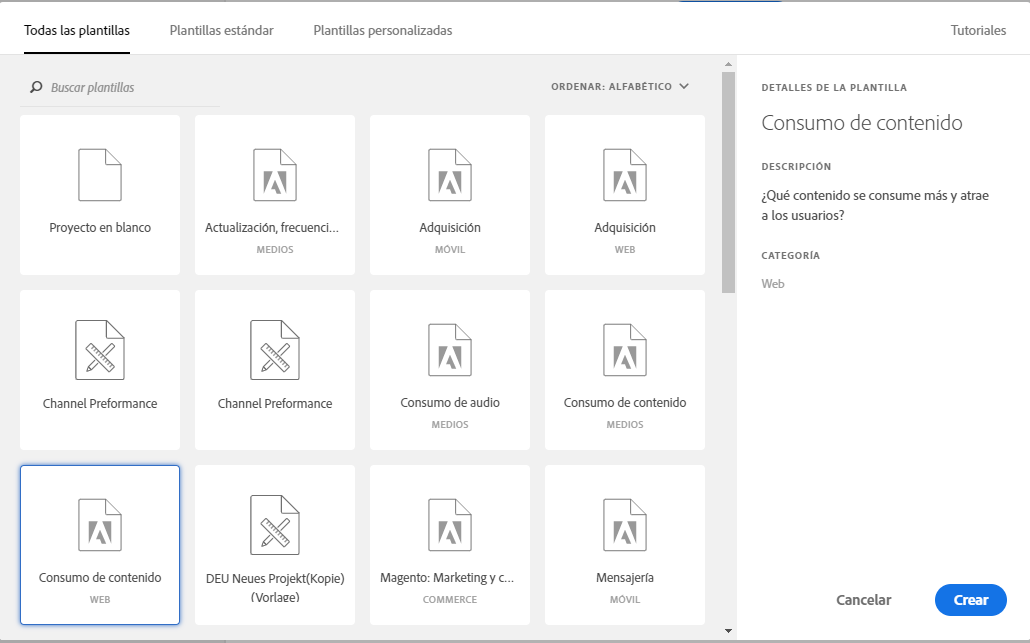 Todas las plantillas
Plantillas estándar
Plantillas personalizadas
Tutoriales
Buscar plantillas
ORDENAR: ALFABÉTICO
Proyecto en blanco
Actualización, frecuenci...
MEDIOS
Adquisición
MÓVIL
Adquisición
WEB
Channel Preformance
Channel Preformance
Consumo de audio
MEDIOS
Consumo de contenido
MEDIOS
Consumo de contenido
WEB
DEU Neues Projekt(Kopie)
(Vorlage)
Magento: Marketing y c...
COMMERCE
Mensajería
MÓVIL
DETALLES DE LA PLANTILLA
Consumo de contenido
DESCRIPCIÓN
¿Qué contenido se consume más y atrae
a los usuarios?
CATEGORÍA
Web
Cancelar
Crear